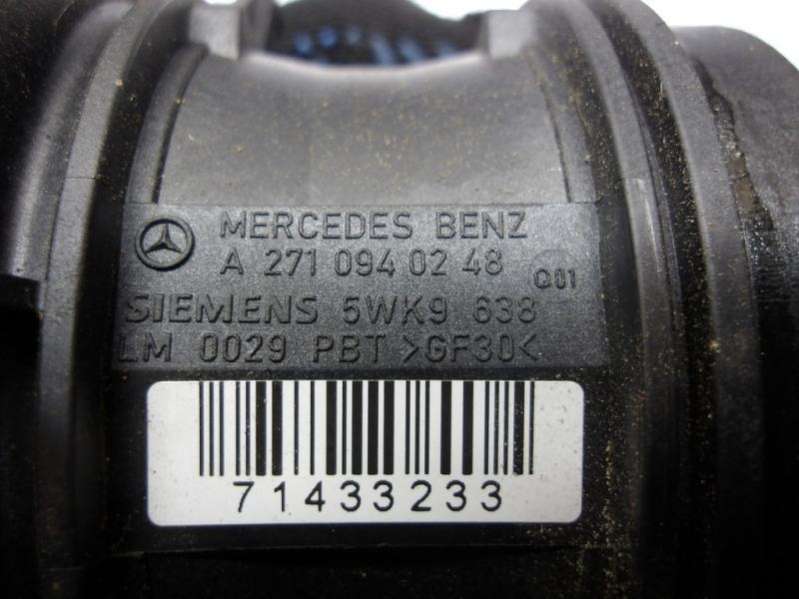 MERCEDES BENZ
A 271 094 02 48
Q01
SIEMENS 5WK9 638
LM 0029 PBT >GF30<
71433233